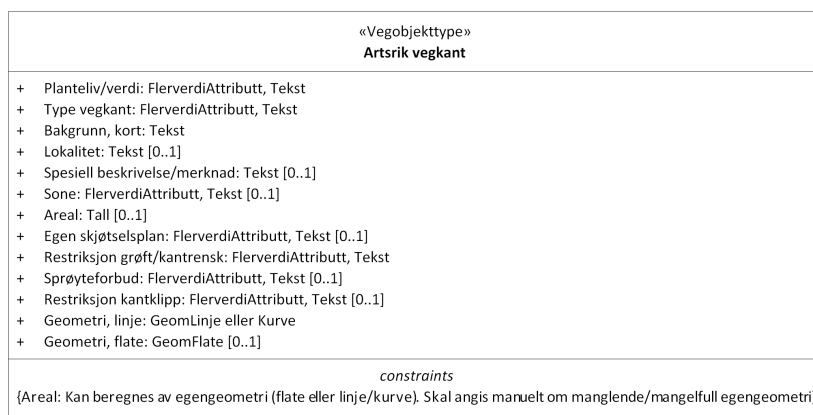 «Vegobjekttype»
Artsrik vegkant
+ Planteliv/verdi: FlerverdiAttributt, Tekst
+ Type vegkant: FlerverdiAttributt, Tekst
+ Bakgrunn, kort: Tekst
+ Lokalitet: Tekst [0..1]
+ Spesiell beskrivelse/merknad: Tekst [0..1]
+ Sone: FlerverdiAttributt, Tekst [0..1]
+ Areal: Tall [0..1]
+ Egen skjøtselsplan: FlerverdiAttributt, Tekst [0..1]
+ Restriksjon grøft/kantrensk: FlerverdiAttributt, Tekst
+ Sprøyteforbud: FlerverdiAttributt, Tekst [0..1]
+ Restriksjon kantklipp: FlerverdiAttributt, Tekst [0..1]
+ Geometri, linje: GeomLinje eller Kurve
+ Geometri, flate: GeomFlate [0..1]
constraints
{Areal: Kan beregnes av egengeometri (flate eller linje/kurve). Skal angis manuelt om manglende/mangelfull egengeometri}